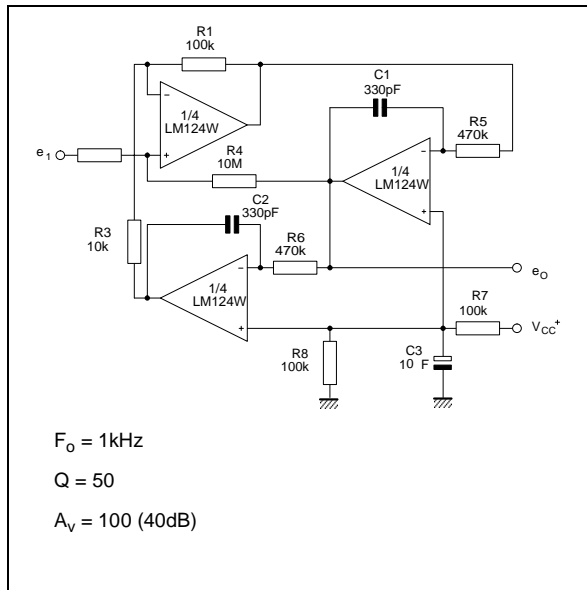 R1
100k
C1
330pF
1/4
LM124W
R5
470k
e1
R4
10M
1/4
LM124W
C2
330pF
R3
10k
R6
470k
1/4
LM124W
eO
R7
100k
VCC+
R8
100k
C3
10 F
Fo = 1kHz
Q = 50
Av = 100 (40dB)